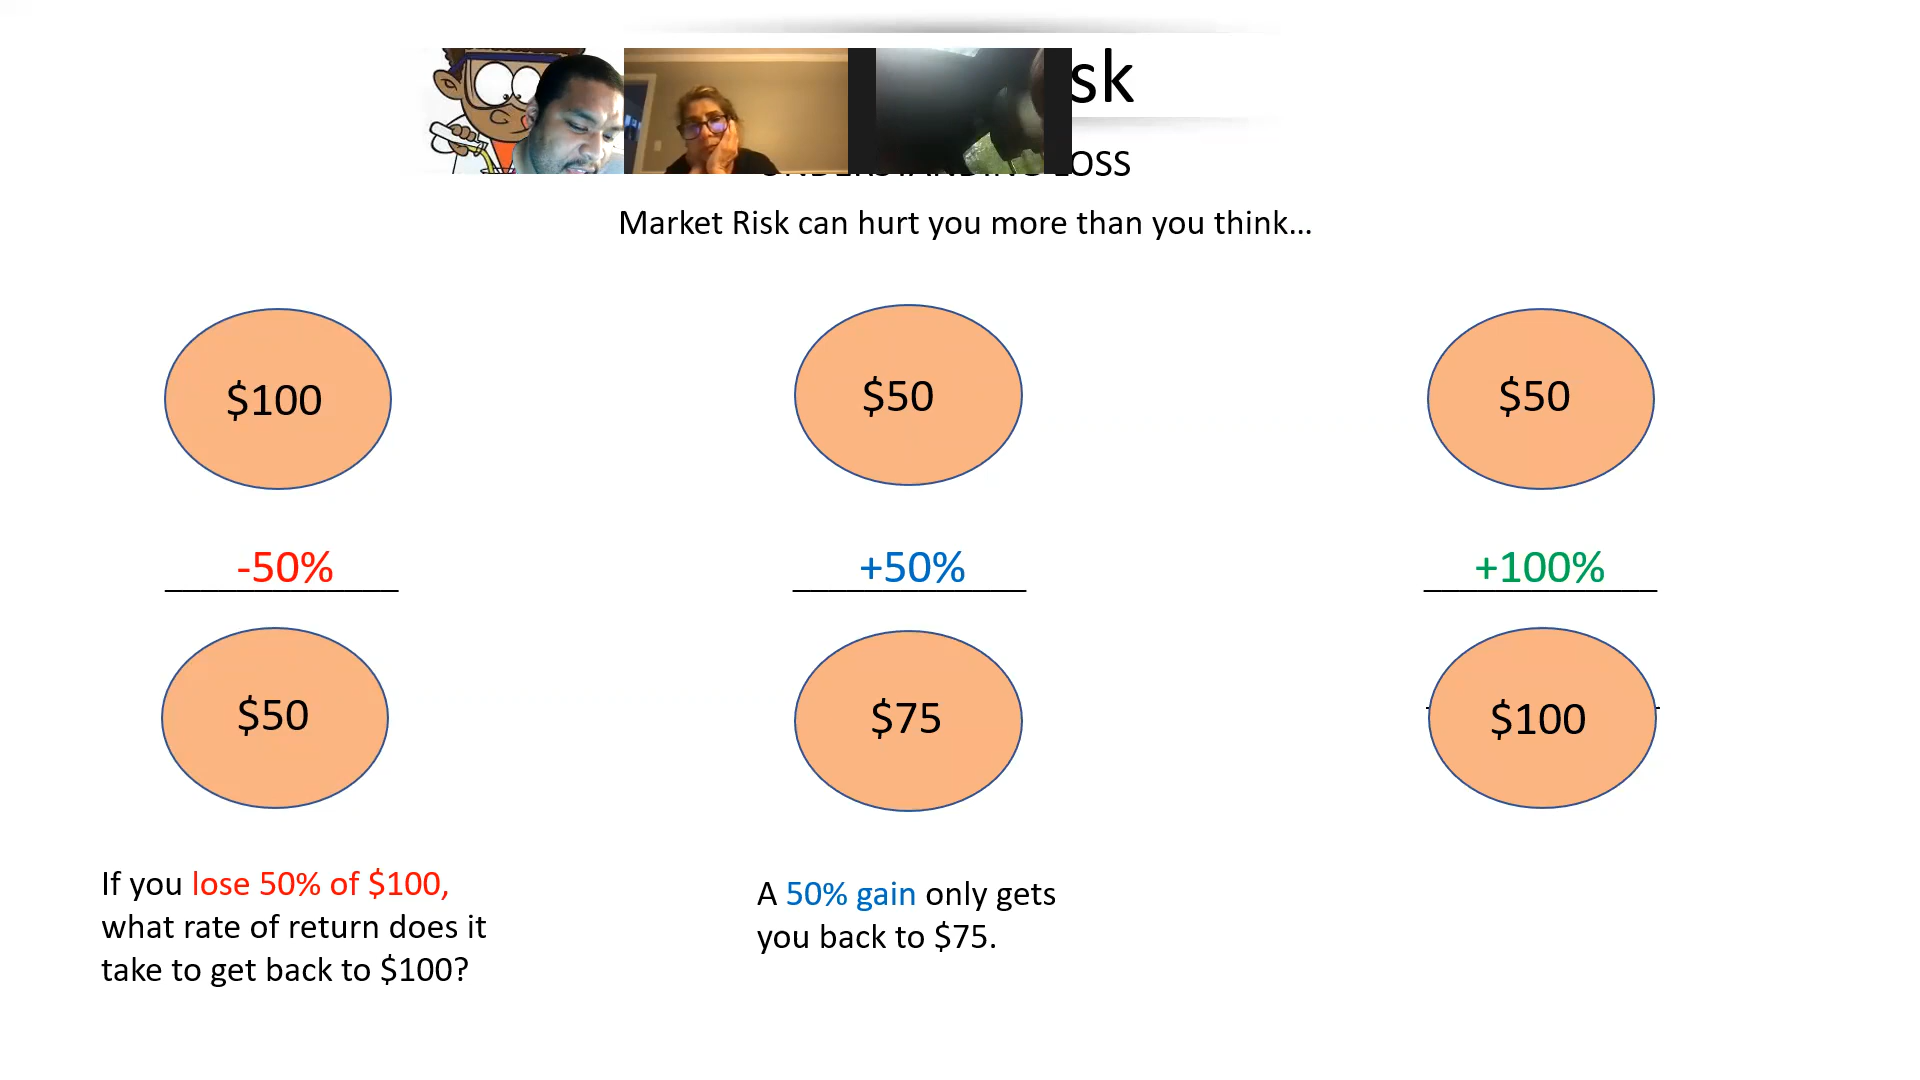 sk
Market Risk can hurt you more than you think...
$100
$50
$50
-50%
+50%
+100%
$50
$75
$100
If you lose 50% of $100,
what rate of return does it
take to get back to $100?
A 50% gain only gets
you back to $75.